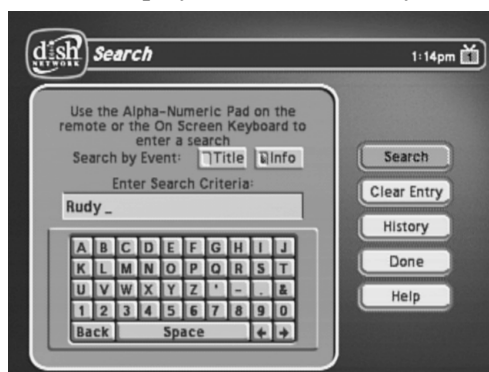 dish
NETWORK
Search
1:14pm 1
Use the Alpha-Numeric Pad on the
remote or the On Screen Keyboard to
enter a search
Search by Event: Title Info
Enter Search Criteria:
Rudy_
A B C D E F G H I J
K L M N O P Q R S T
U V W X Y Z ' - . &
1 2 3 4 5 6 7 8 9 0
Back Space ← →
Search
Clear Entry
History
Done
Help